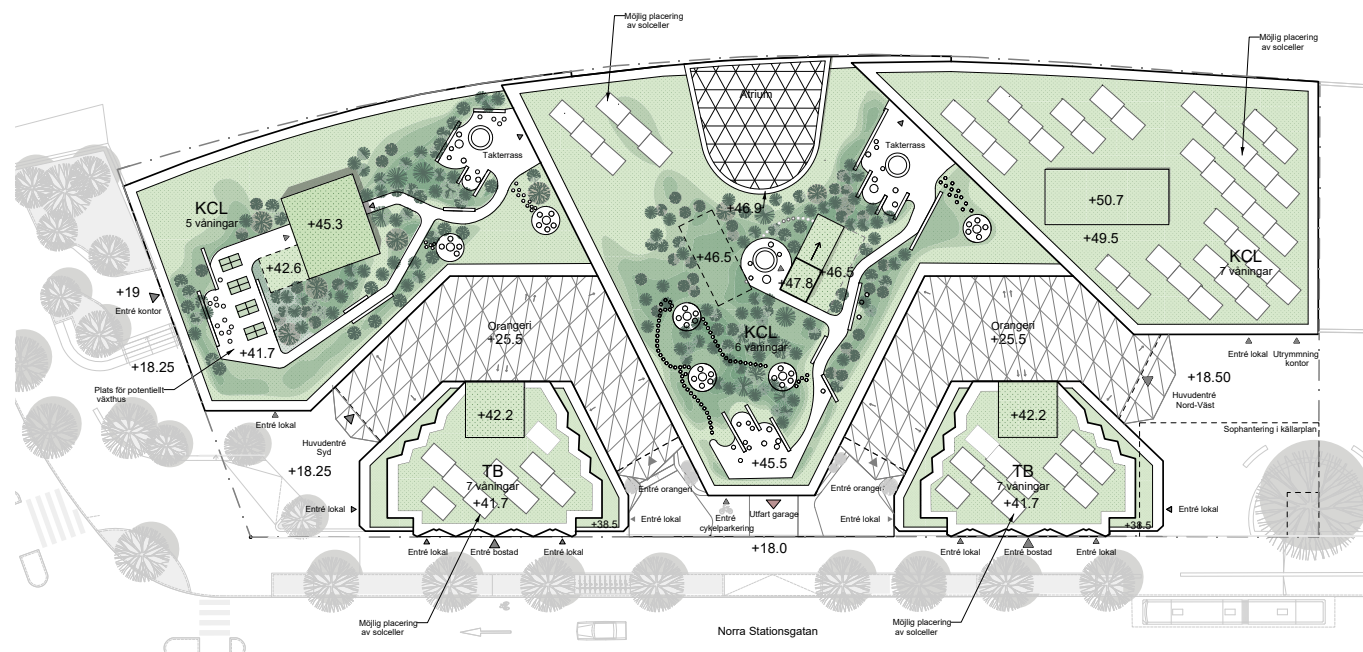 Möjlig placering
av solceller
Möjlig placering
av solceller
Atrium
Takterrass
Takterrass
KCL
5 våningar
+45.3
+46.9
+50.7
+49.5
+42.6
+46.5
+47.8
+46.5
KCL
7 våningar
+19
Entré kontor
Orangeri
+25.5
KCL
6 våningar
Orangeri
+25.5
+41.7
+18.25
Plats för potentiellt
växthus
Entré lokal
Utrymmning
kontor
+18.50
Huvudentré
Nord-Väst
Entré lokal
Huvudentré
Syd
+18.25
+42.2
+42.2
Sophantering i källarplan
TB
7 våningar
+41.7
+45.5
TB
7 våningar
+41.7
Entré orangeri
Entré orangeri
Entré lokal
+38.5
Entré lokal
Entré
cykelparkering
Utfart garage
Entré lokal
+38.5
Entré lokal
Entré lokal
Entré bostad
Entré lokal
+18.0
Entré lokal
Entré bostad
Entré lokal
Möjlig placering
av solceller
Norra Stationsgatan
Möjlig placering
av solceller